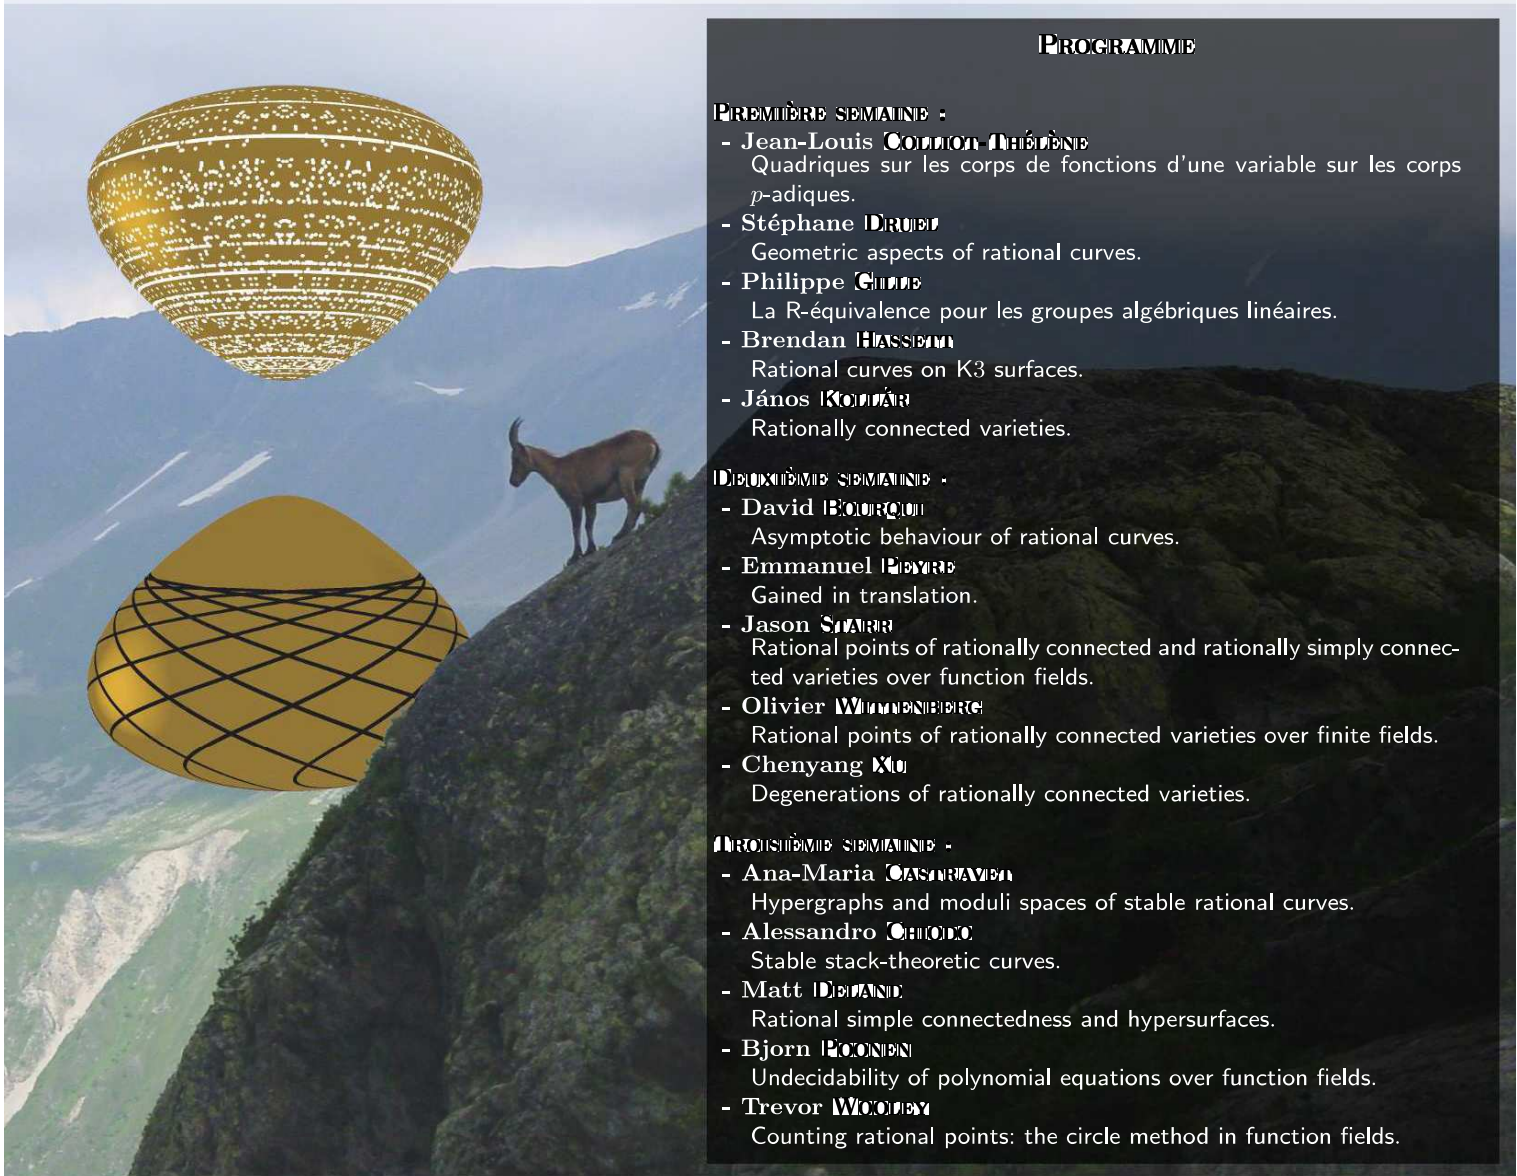 PROGRAMME
PREMIÈRE SEMAINE :
- Jean-Louis COLLIOT-THÉLÈNE
Quadriques sur les corps de fonctions d'une variable sur les corps
p-adiques.
- Stéphane DRUEL
Geometric aspects of rational curves.
- Philippe GILLE
La R-équivalence pour les groupes algébriques linéaires.
- Brendan HASSETT
Rational curves on K3 surfaces.
- János KOLLÁR
Rationally connected varieties.
DEUXIÈME SEMAINE :
- David BOURQUI
Asymptotic behaviour of rational curves.
- Emmanuel PEYRE
Gained in translation.
- Jason STARR
Rational points of rationally connected and rationally simply connec-
ted varieties over function fields.
- Olivier WITTENBERG
Rational points of rationally connected varieties over finite fields.
- Chenyang XU
Degenerations of rationally connected varieties.
TROISIÈME SEMAINE :
- Ana-Maria CASTRAVET
Hypergraphs and moduli spaces of stable rational curves.
- Alessandro CHIODO
Stable stack-theoretic curves.
- Matt DELAND
Rational simple connectedness and hypersurfaces.
- Bjorn POONEN
Undecidability of polynomial equations over function fields.
- Trevor WOOLEY
Counting rational points: the circle method in function fields.